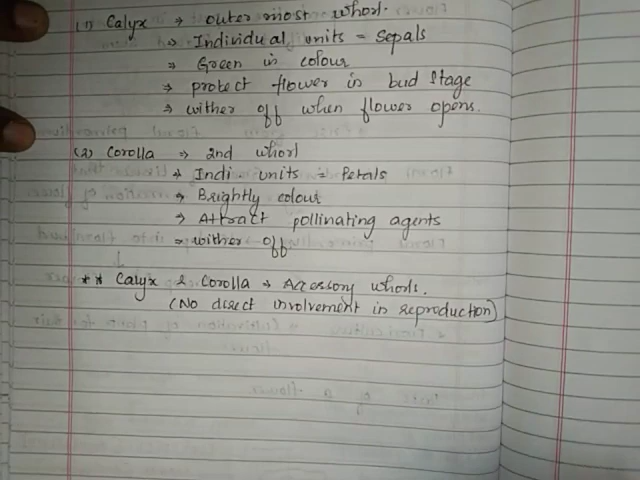 (1) Calyx → outer most whorl.
→ Individual units = Sepals
→ Green in colour
→ protect flower in bud stage
→ wither off when flower opens.
(2) Corolla → 2nd whorl
→ Indi. units = Petals
→ Brightly colour
→ Attract pollinating agents
→ wither off
** Calyx & Corolla → Accessory whorls.
(No direct involvement in reproduction)